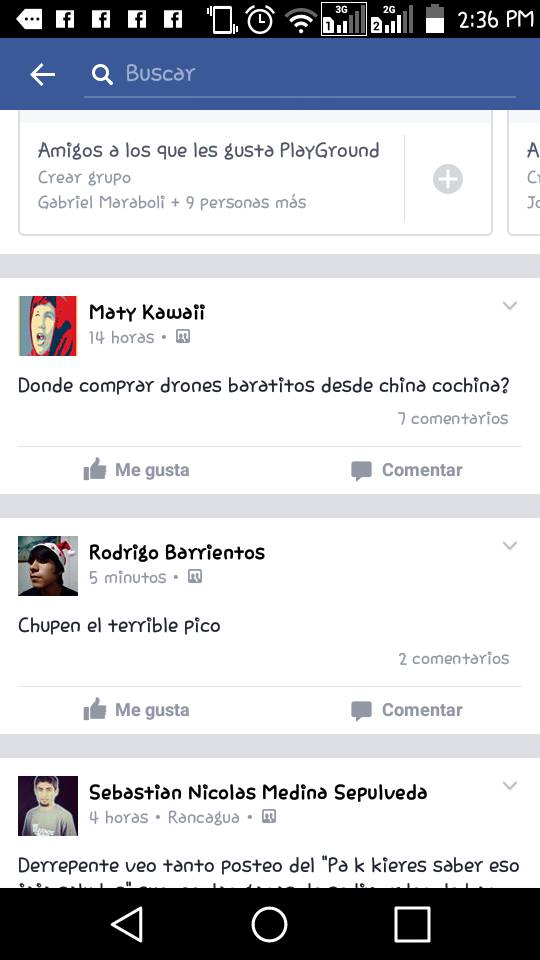 3G
1
2G
2
2:36 PM
Buscar
Amigos a los que les gusta PlayGround
Crear grupo
Gabriel Maraboli + 9 personas más
A
Maty Kawaii
14 horas •
Donde comprar drones baratitos desde china cochina?
7 comentarios
Me gusta Comentar
Rodrigo Barrientos
5 minutos •
Chupen el terrible pico
2 comentarios
Me gusta Comentar
Sebastian Nicolas Medina Sepulveda
4 horas • Rancagua •
Derrepente veo tanto posteo del "Pa k kieres saber eso